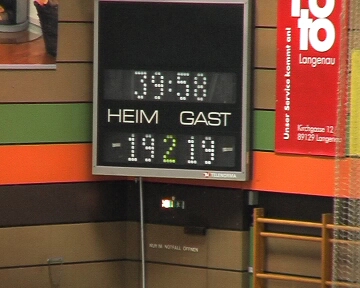 39:58
HEIM GAST
19 2 19
TELENORMA
Unser Service kommt an!
Langenau
Kirchgasse 12
89129 Langenau
NUR IM NOTFALL ÖFFNEN